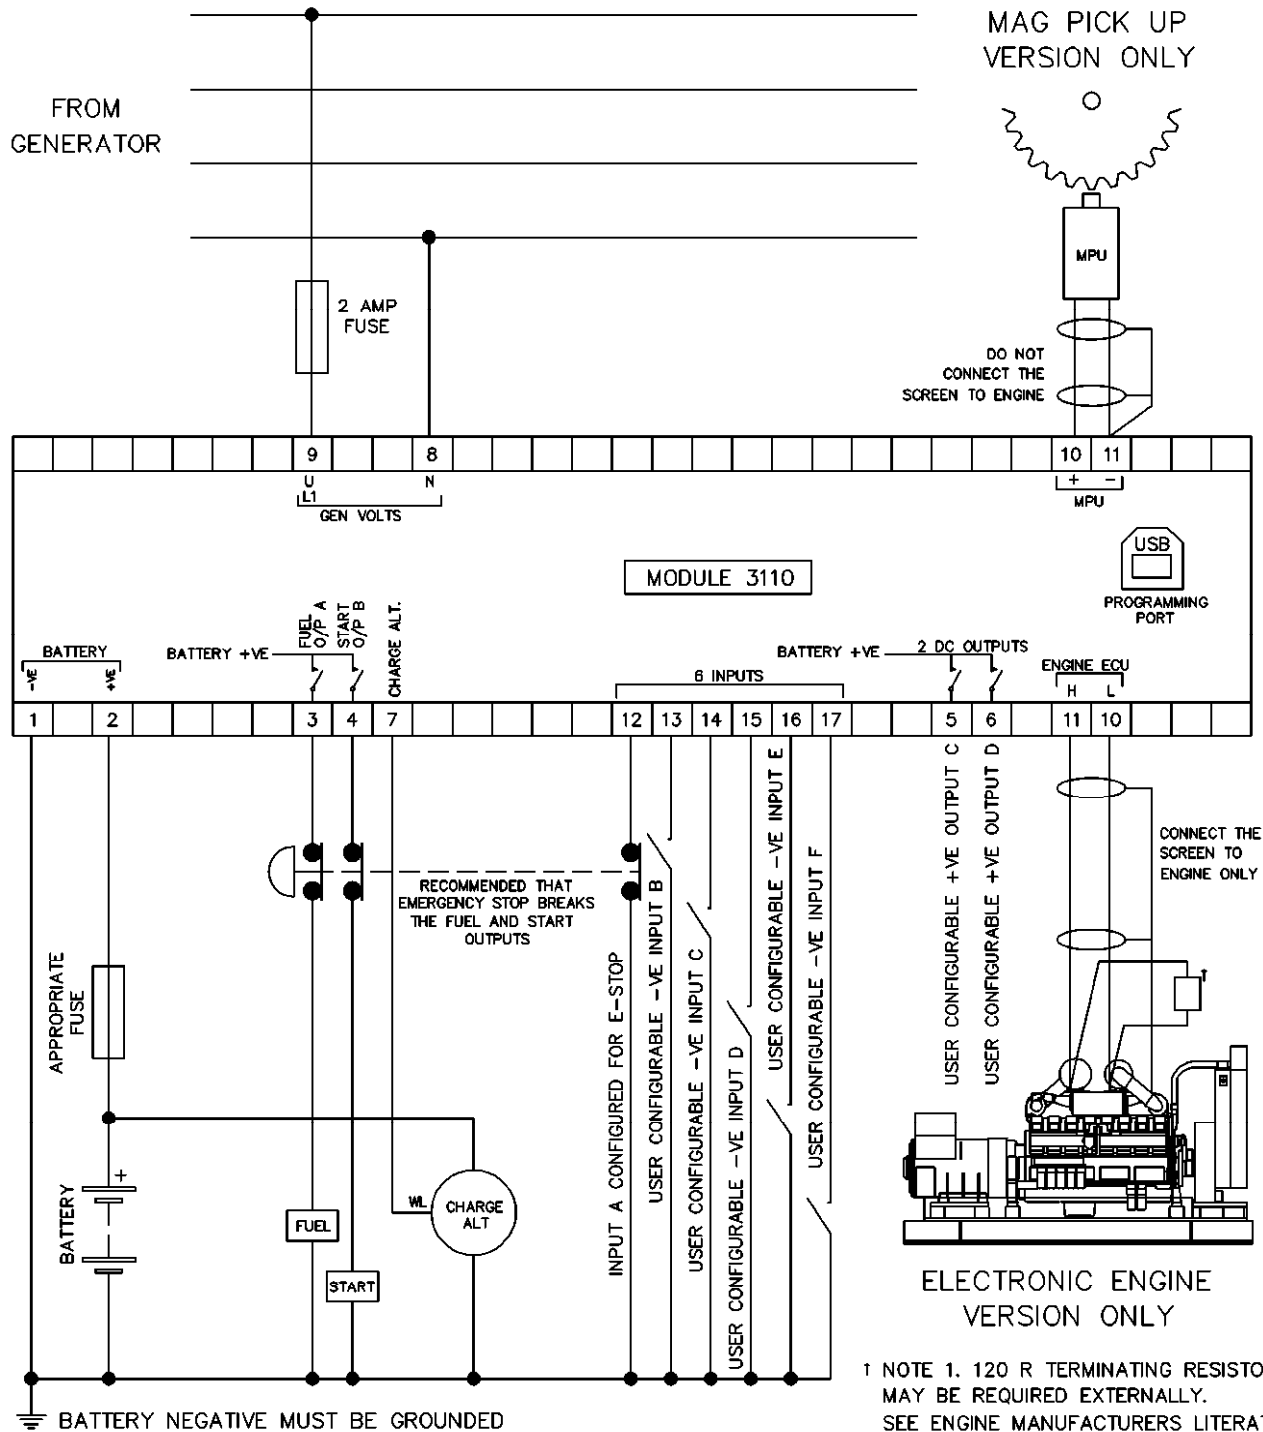 MAG PICK UP
VERSION ONLY
FROM
GENERATOR
2 AMP
FUSE
MPU
DO NOT
CONNECT THE
SCREEN TO ENGINE
9
8
10
11
U
L1
N
GEN VOLTS
+
−
MPU
MODULE 3110
USB
PROGRAMMING
PORT
BATTERY
-VE
+VE
BATTERY +VE
FUEL
O/P A
START
O/P B
CHARGE ALT.
6 INPUTS
BATTERY +VE
2 DC OUTPUTS
ENGINE ECU
H
L
1
2
3
4
7
12
13
14
15
16
17
5
6
11
10
RECOMMENDED THAT
EMERGENCY STOP BREAKS
THE FUEL AND START
OUTPUTS
APPROPRIATE
FUSE
BATTERY
+
FUEL
START
WL
CHARGE
ALT
INPUT A CONFIGURED FOR E-STOP
USER CONFIGURABLE -VE INPUT B
USER CONFIGURABLE -VE INPUT C
USER CONFIGURABLE -VE INPUT D
USER CONFIGURABLE -VE INPUT E
USER CONFIGURABLE -VE INPUT F
USER CONFIGURABLE +VE OUTPUT C
USER CONFIGURABLE +VE OUTPUT D
CONNECT THE
SCREEN TO
ENGINE ONLY
†
ELECTRONIC ENGINE
VERSION ONLY
† NOTE 1. 120 R TERMINATING RESISTO
MAY BE REQUIRED EXTERNALLY.
SEE ENGINE MANUFACTURERS LITERA
BATTERY NEGATIVE MUST BE GROUNDED